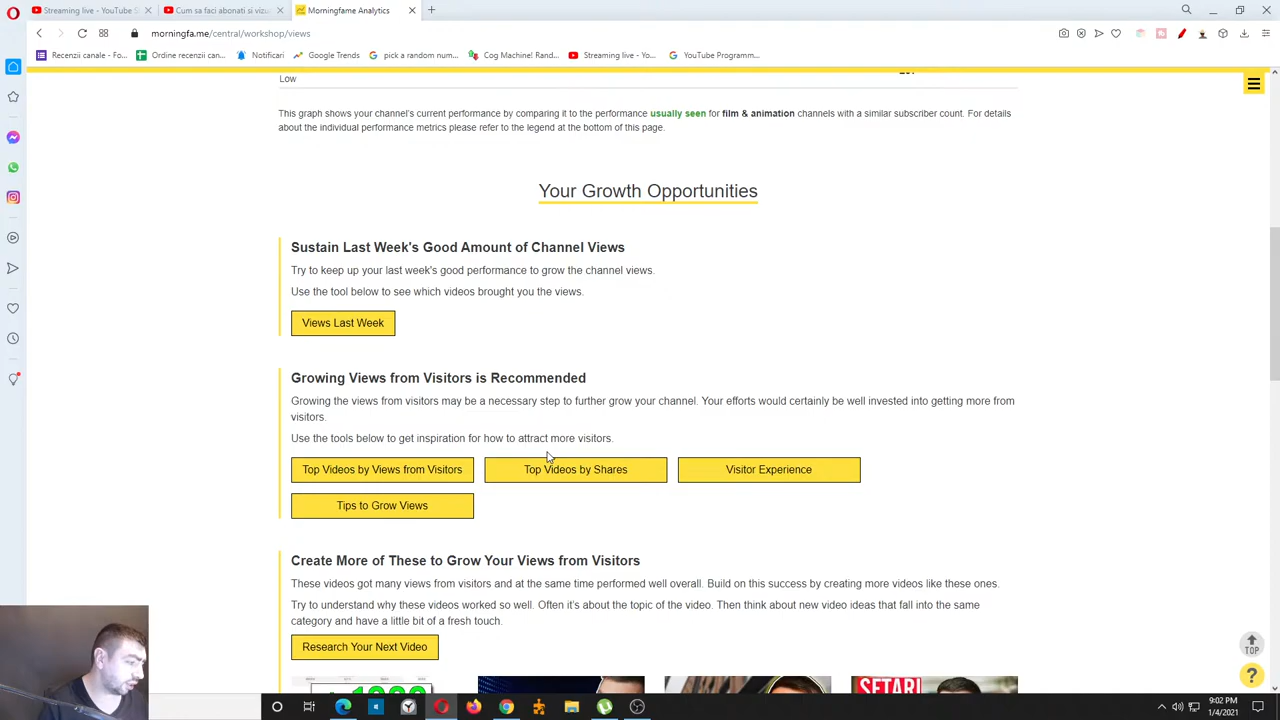 Streaming live - YouTube S
Cum sa faci abonati si vizu
Morningfame Analytics
morningfa.me/central/workshop/views
Recenzii canale - Fo...
Ordine recenzii can...
Notificari
Google Trends
pick a random num...
Cog Machine! Rand...
Streaming live - Yo...
YouTube Programm...
Low
This graph shows your channel's current performance by comparing it to the performance usually seen for film & animation channels with a similar subscriber count. For details
about the individual performance metrics please refer to the legend at the bottom of this page.
Your Growth Opportunities
Sustain Last Week's Good Amount of Channel Views
Try to keep up your last week's good performance to grow the channel views.
Use the tool below to see which videos brought you the views.
Views Last Week
Growing Views from Visitors is Recommended
Growing the views from visitors may be a necessary step to further grow your channel. Your efforts would certainly be well invested into getting more from
visitors.
Use the tools below to get inspiration for how to attract more visitors.
Top Videos by Views from Visitors
Top Videos by Shares
Visitor Experience
Tips to Grow Views
Create More of These to Grow Your Views from Visitors
These videos got many views from visitors and at the same time performed well overall. Build on this success by creating more videos like these ones.
Try to understand why these videos worked so well. Often it's about the topic of the video. Then think about new video ideas that fall into the same
category and have a little bit of a fresh touch.
Research Your Next Video
TOP
?
SETARI
9:02 PM
1/4/2021